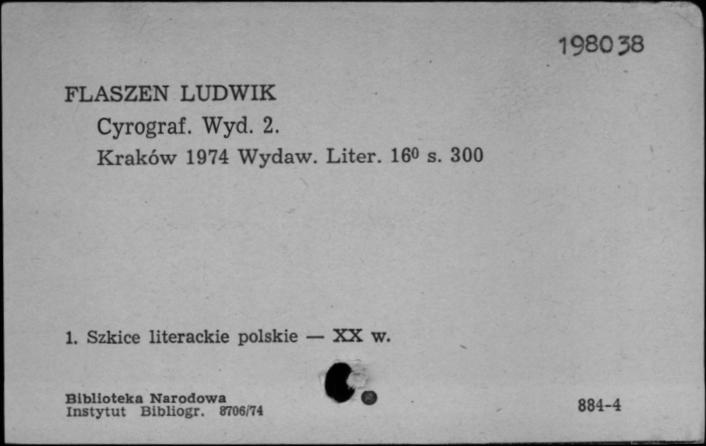 198038
FLASZEN LUDWIK
Cyrograf. Wyd. 2.
Kraków 1974 Wydaw. Liter. 16⁰ s. 300
1. Szkice literackie polskie — XX w.
Biblioteka Narodowa
Instytut Bibliogr. 8706/74
884-4